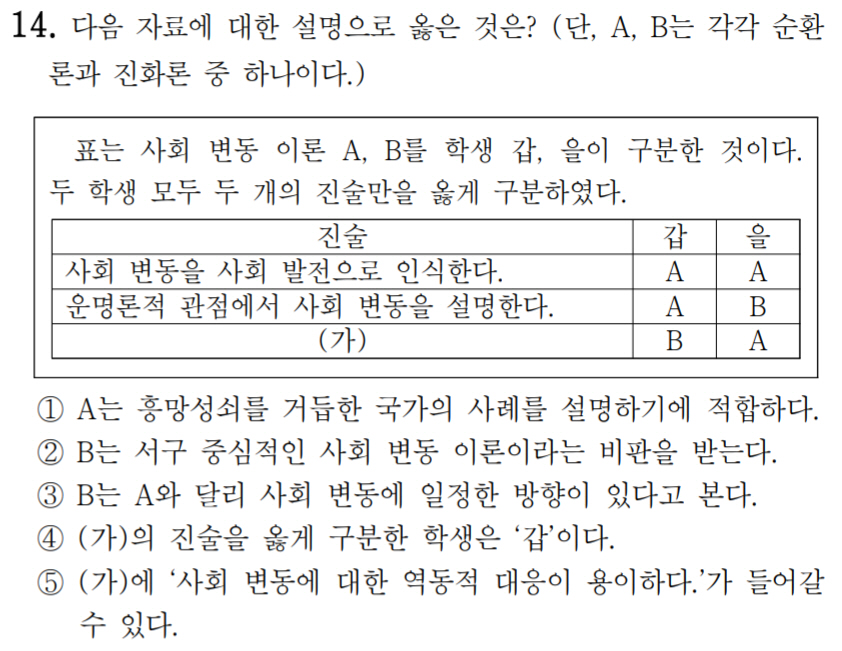 14. 다음 자료에 대한 설명으로 옳은 것은? (단, A, B는 각각 순환
론과 진화론 중 하나이다.)
표는 사회 변동 이론 A, B를 학생 갑, 을이 구분한 것이다.
두 학생 모두 두 개의 진술만을 옳게 구분하였다.
진술 갑 을
사회 변동을 사회 발전으로 인식한다. A A
운명론적 관점에서 사회 변동을 설명한다. A B
(가) B A
① A는 흥망성쇠를 거듭한 국가의 사례를 설명하기에 적합하다.
② B는 서구 중심적인 사회 변동 이론이라는 비판을 받는다.
③ B는 A와 달리 사회 변동에 일정한 방향이 있다고 본다.
④ (가)의 진술을 옳게 구분한 학생은 ‘갑’이다.
⑤ (가)에 ‘사회 변동에 대한 역동적 대응이 용이하다.’가 들어갈
수 있다.